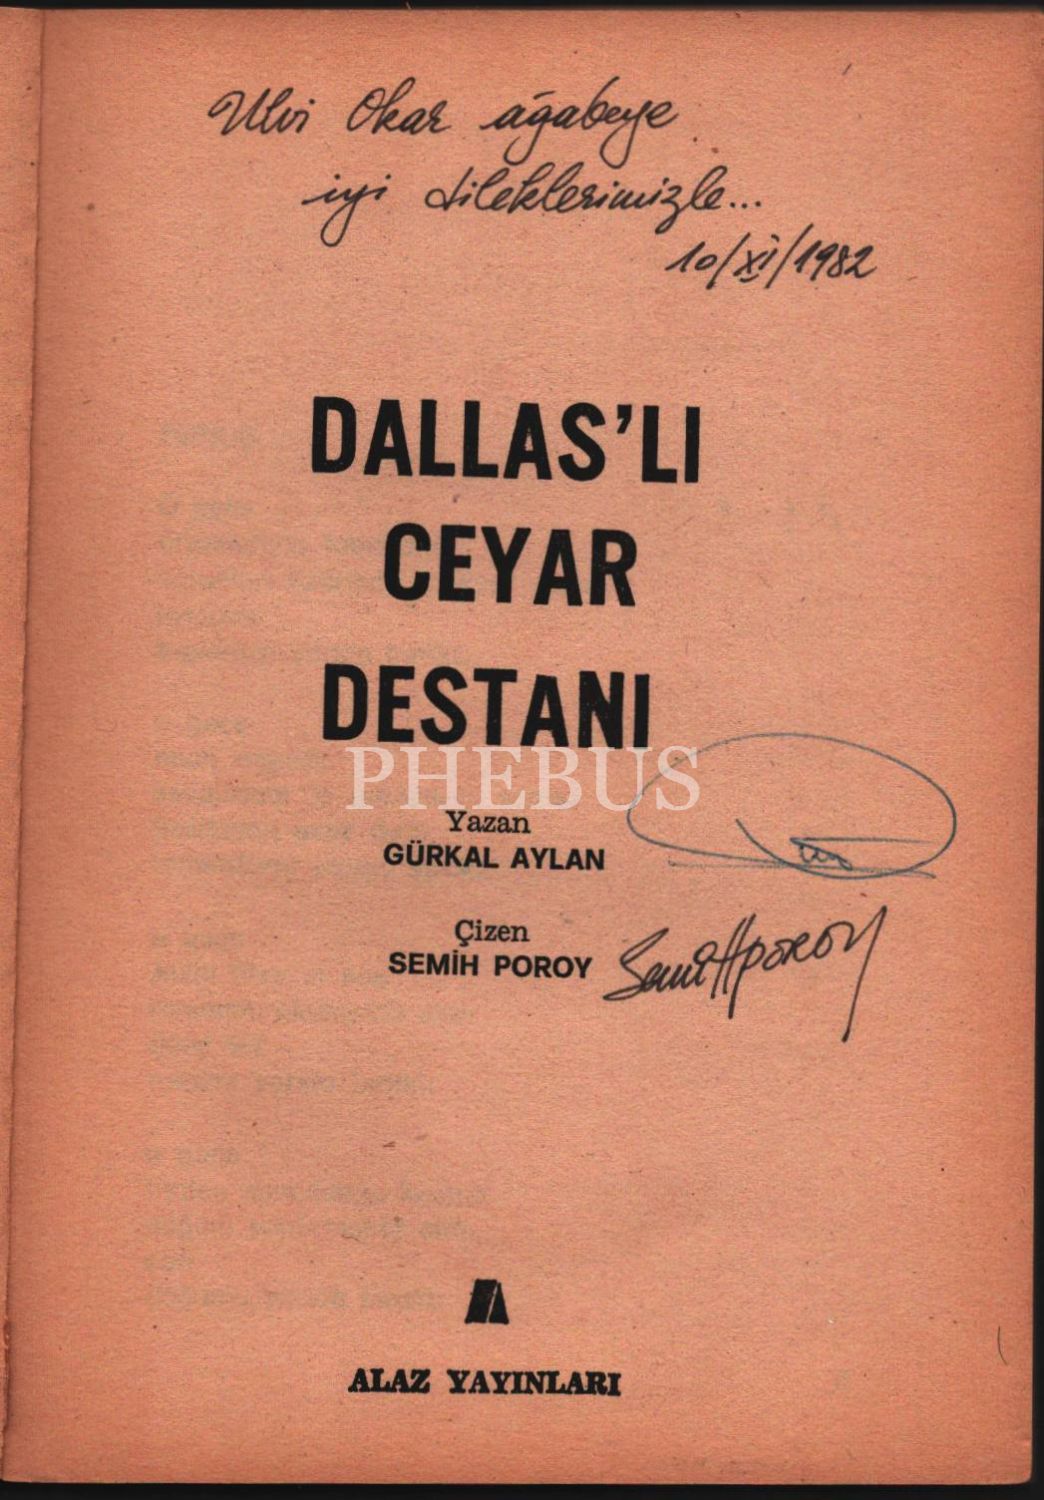 Ulvi Okar ağabeye
iyi dileklerimizle...
10/XI/1982
DALLAS'LI
CEYAR
DESTANI
PHEBUS
Yazan
GÜRKAL AYLAN
Çizen
SEMİH POROY
SemiH POROY
ALAZ YAYINLARI